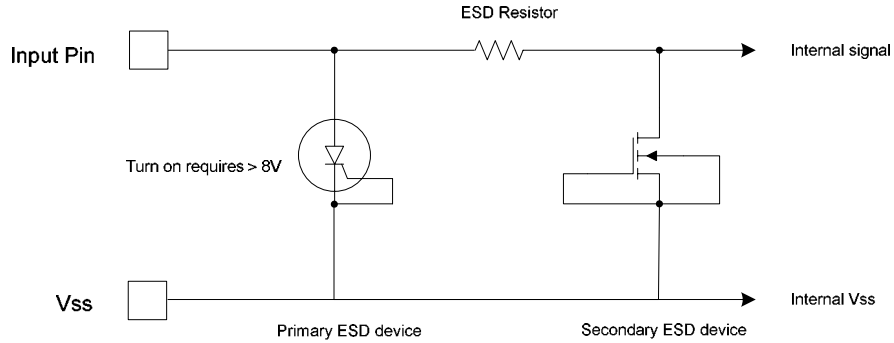 ESD Resistor
Input Pin
Internal signal
Turn on requires > 8V
Vss
Internal Vss
Primary ESD device
Secondary ESD device